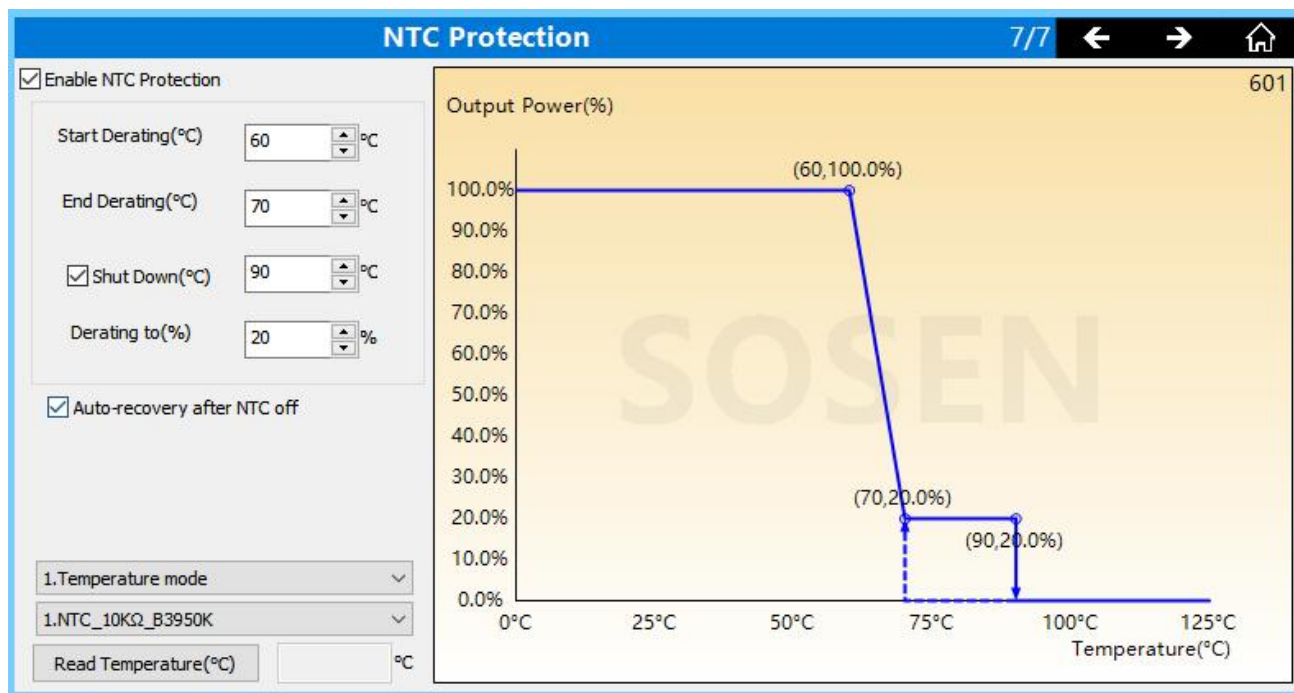 NTC Protection
7/7
Enable NTC Protection
Start Derating(°C) 60 °C
End Derating(°C) 70 °C
Shut Down(°C) 90 °C
Derating to(%) 20 %
Auto-recovery after NTC off
1.Temperature mode
1.NTC_10KΩ_B3950K
Read Temperature(°C) °C
601
Output Power(%)
(60,100.0%)
100.0%
90.0%
80.0%
70.0%
60.0%
50.0%
40.0%
30.0%
(70,20.0%)
20.0%
(90,20.0%)
10.0%
0.0%
0°C 25°C 50°C 75°C 100°C 125°C
Temperature(°C)
SOSEN